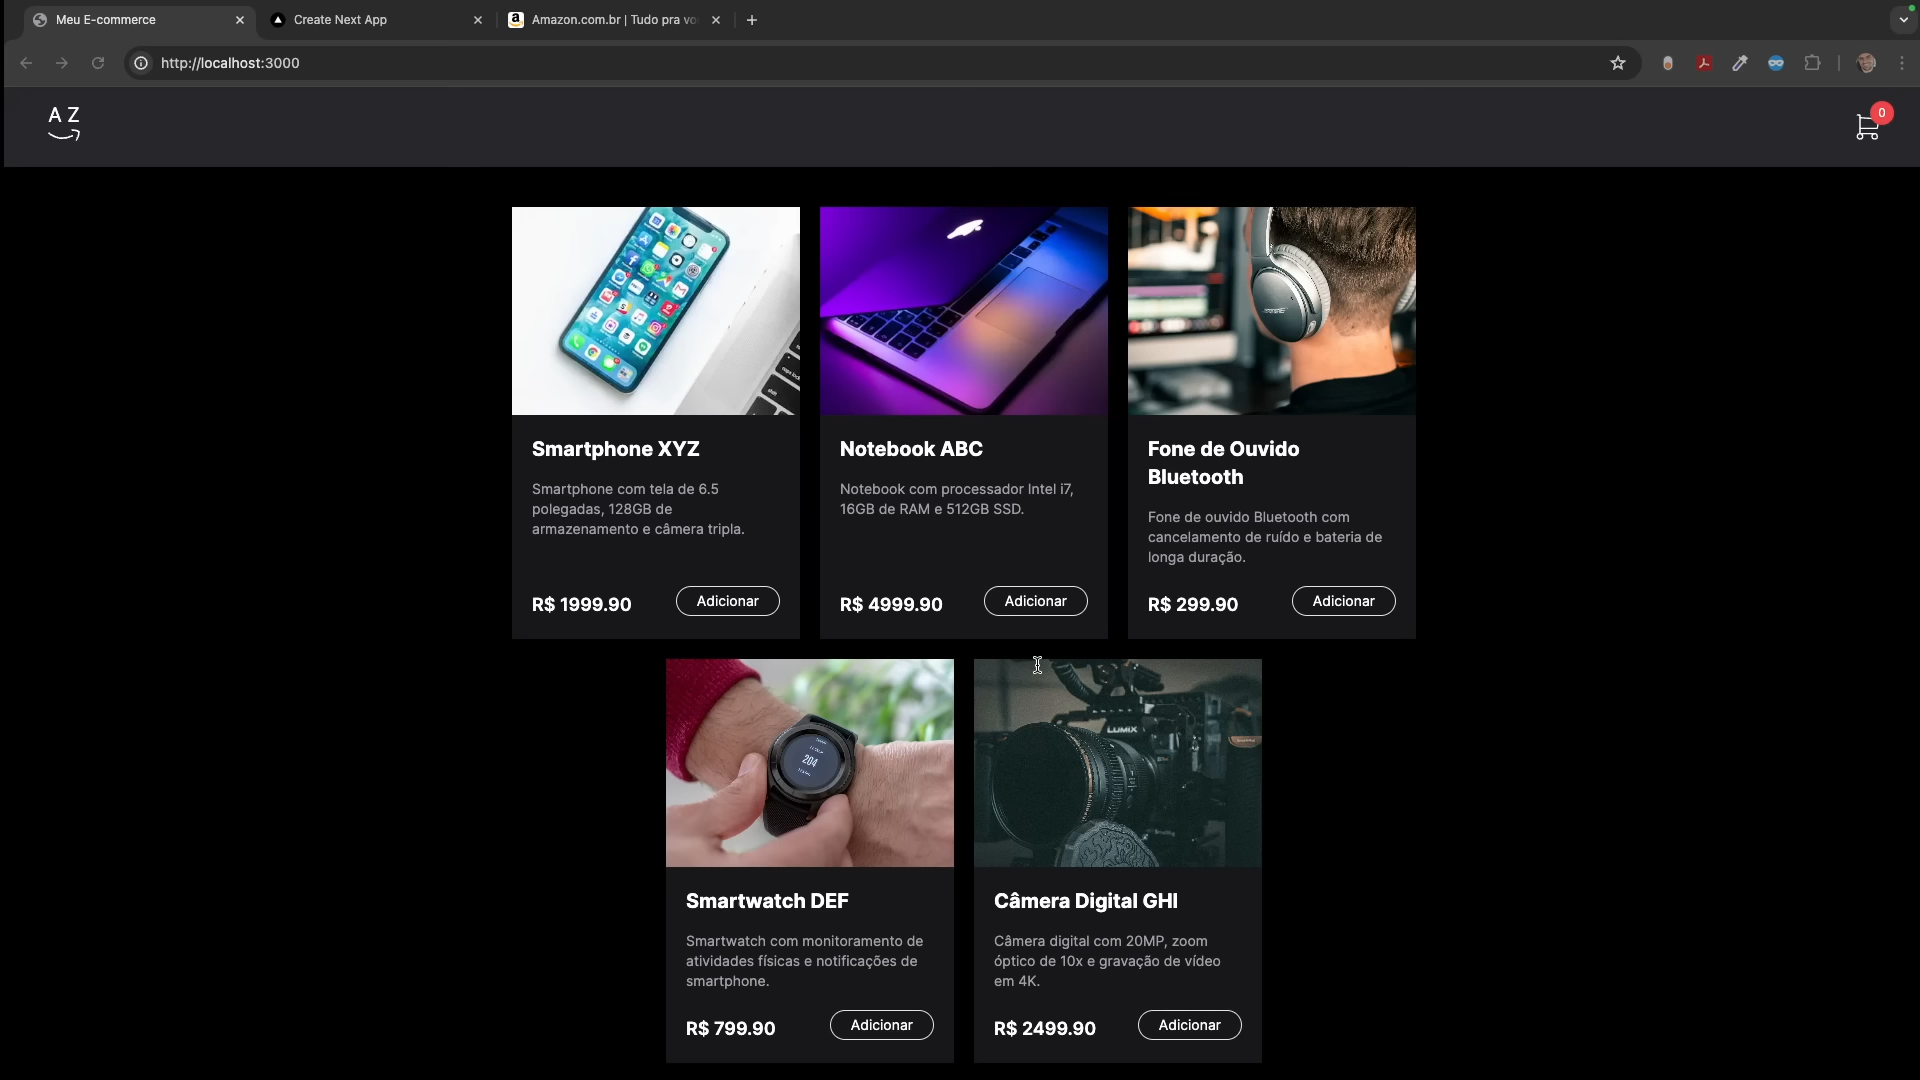 Meu E-commerce
Create Next App
Amazon.com.br | Tudo pra vo
http://localhost:3000
A Z
0
Smartphone XYZ
Smartphone com tela de 6.5
polegadas, 128GB de
armazenamento e câmera tripla.
R$ 1999.90
Adicionar
Notebook ABC
Notebook com processador Intel i7,
16GB de RAM e 512GB SSD.
R$ 4999.90
Adicionar
Fone de Ouvido
Bluetooth
Fone de ouvido Bluetooth com
cancelamento de ruído e bateria de
longa duração.
R$ 299.90
Adicionar
204
LUMIX
Smartwatch DEF
Smartwatch com monitoramento de
atividades físicas e notificações de
smartphone.
R$ 799.90
Adicionar
Câmera Digital GHI
Câmera digital com 20MP, zoom
óptico de 10x e gravação de vídeo
em 4K.
R$ 2499.90
Adicionar